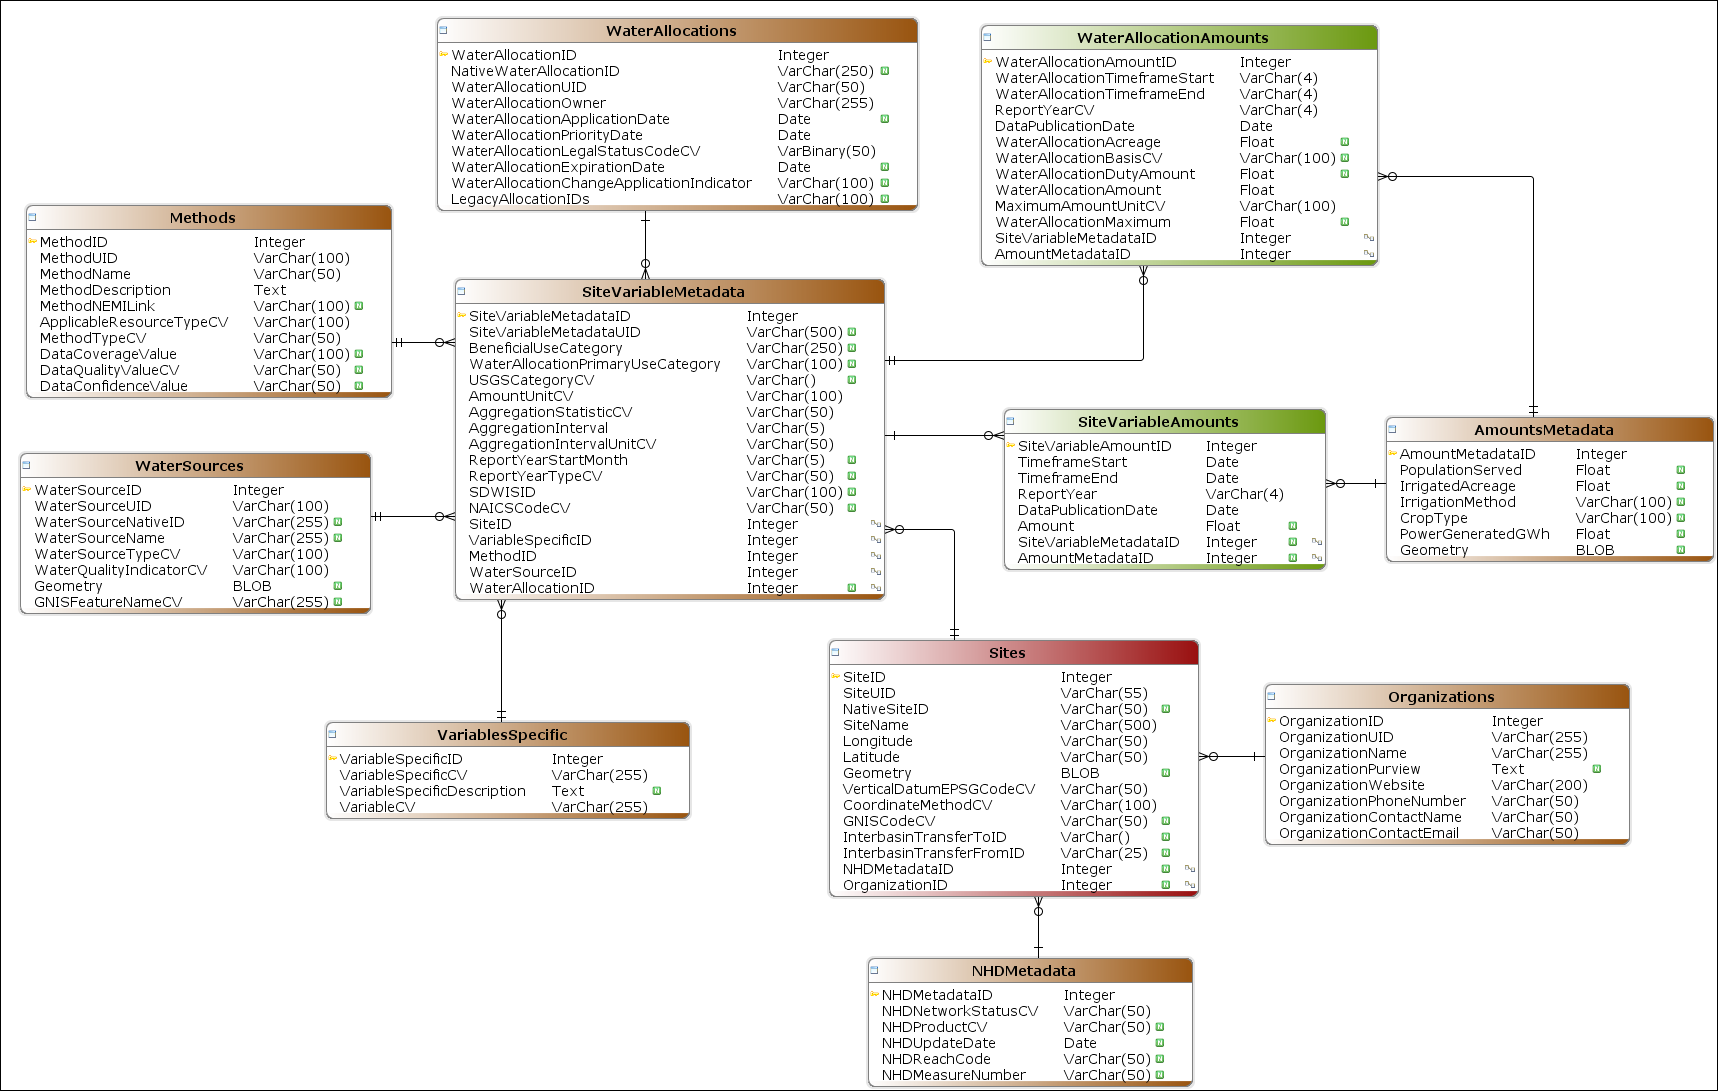 WaterAllocations
WaterAllocationID Integer
NativeWaterAllocationID VarChar(250) N
WaterAllocationUID VarChar(50)
WaterAllocationOwner VarChar(255)
WaterAllocationApplicationDate Date N
WaterAllocationPriorityDate Date
WaterAllocationLegalStatusCodeCV VarBinary(50)
WaterAllocationExpirationDate Date N
WaterAllocationChangeApplicationIndicator VarChar(100) N
LegacyAllocationIDs VarChar(100) N
WaterAllocationAmounts
WaterAllocationAmountID Integer
WaterAllocationTimeframeStart VarChar(4)
WaterAllocationTimeframeEnd VarChar(4)
ReportYearCV VarChar(4)
DataPublicationDate Date
WaterAllocationAcreage Float N
WaterAllocationBasisCV VarChar(100) N
WaterAllocationDutyAmount Float N
WaterAllocationAmount Float
MaximumAmountUnitCV VarChar(100)
WaterAllocationMaximum Float N
SiteVariableMetadataID Integer
AmountMetadataID Integer
Methods
MethodID Integer
MethodUID VarChar(100)
MethodName VarChar(50)
MethodDescription Text
MethodNEMILink VarChar(100) N
ApplicableResourceTypeCV VarChar(100)
MethodTypeCV VarChar(50)
DataCoverageValue VarChar(100) N
DataQualityValueCV VarChar(50) N
DataConfidenceValue VarChar(50) N
SiteVariableMetadata
SiteVariableMetadataID Integer
SiteVariableMetadataUID VarChar(500) N
BeneficialUseCategory VarChar(250) N
WaterAllocationPrimaryUseCategory VarChar(100) N
USGSCategoryCV VarChar() N
AmountUnitCV VarChar(100)
AggregationStatisticCV VarChar(50)
AggregationInterval VarChar(5)
AggregationIntervalUnitCV VarChar(50)
ReportYearStartMonth VarChar(5) N
ReportYearTypeCV VarChar(50) N
SDWISID VarChar(100) N
NAICSCodeCV VarChar(50) N
SiteID Integer
VariableSpecificID Integer
MethodID Integer
WaterSourceID Integer
WaterAllocationID Integer N
SiteVariableAmounts
SiteVariableAmountID Integer
TimeframeStart Date
TimeframeEnd Date
ReportYear VarChar(4)
DataPublicationDate Date
Amount Float N
SiteVariableMetadataID Integer N
AmountMetadataID Integer N
AmountsMetadata
AmountMetadataID Integer
PopulationServed Float N
IrrigatedAcreage Float N
IrrigationMethod VarChar(100) N
CropType VarChar(100) N
PowerGeneratedGWh Float N
Geometry BLOB N
WaterSources
WaterSourceID Integer
WaterSourceUID VarChar(100)
WaterSourceNativeID VarChar(255) N
WaterSourceName VarChar(255) N
WaterSourceTypeCV VarChar(100)
WaterQualityIndicatorCV VarChar(100)
Geometry BLOB N
GNISFeatureNameCV VarChar(255) N
Sites
SiteID Integer
SiteUID VarChar(55)
NativeSiteID VarChar(50) N
SiteName VarChar(500)
Longitude VarChar(50)
Latitude VarChar(50)
Geometry BLOB N
VerticalDatumEPSGCodeCV VarChar(50)
CoordinateMethodCV VarChar(100)
GNISCodeCV VarChar(50) N
InterbasinTransferToID VarChar() N
InterbasinTransferFromID VarChar(25) N
NHDMetadataID Integer N
OrganizationID Integer N
Organizations
OrganizationID Integer
OrganizationUID VarChar(255)
OrganizationName VarChar(255)
OrganizationPurview Text N
OrganizationWebsite VarChar(200)
OrganizationPhoneNumber VarChar(50)
OrganizationContactName VarChar(50)
OrganizationContactEmail VarChar(50)
VariablesSpecific
VariableSpecificID Integer
VariableSpecificCV VarChar(255)
VariableSpecificDescription Text N
VariableCV VarChar(255)
NHDMetadata
NHDMetadataID Integer
NHDNetworkStatusCV VarChar(50)
NHDProductCV VarChar(50) N
NHDUpdateDate Date N
NHDReachCode VarChar(50) N
NHDMeasureNumber VarChar(50) N